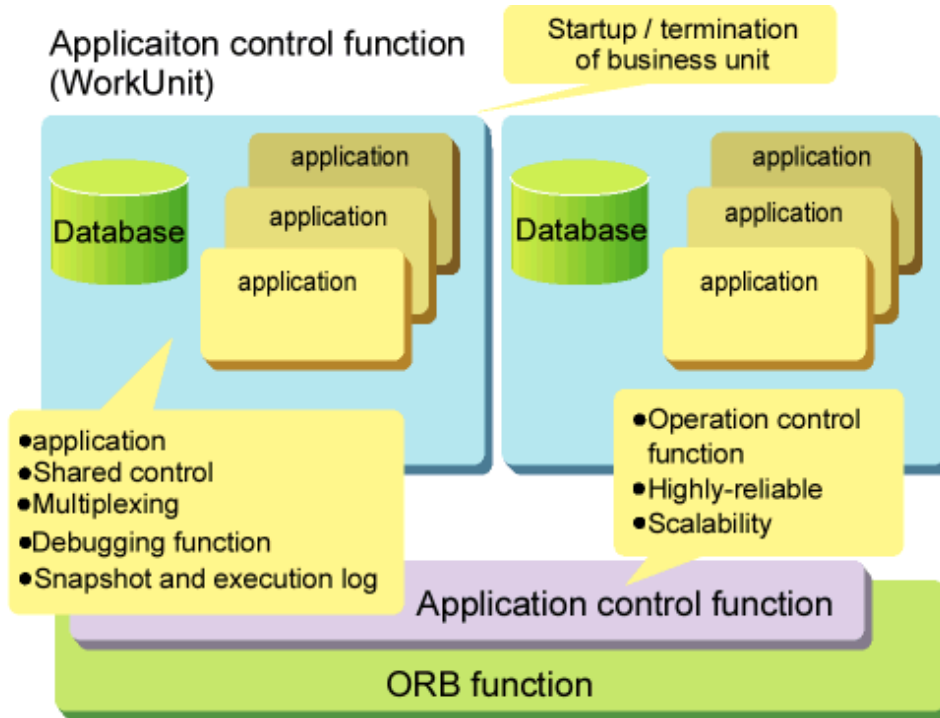 Applicaiton control function
(WorkUnit)
Startup / termination
of business unit
application
application
application
Database
application
application
application
Database
●application
●Shared control
●Multiplexing
●Debugging function
●Snapshot and execution log
●Operation control
function
●Highly-reliable
●Scalability
Application control function
ORB function